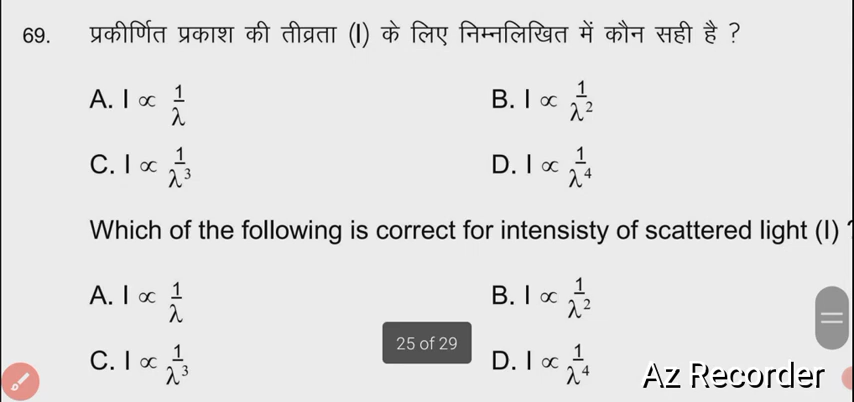 69. प्रकीर्णित प्रकाश की तीव्रता (I) के लिए निम्नलिखित में कौन सही है ?
A. I ∝ 1/λ B. I ∝ 1/λ²
C. I ∝ 1/λ³ D. I ∝ 1/λ⁴
Which of the following is correct for intensisty of scattered light (I) ?
A. I ∝ 1/λ B. I ∝ 1/λ²
25 of 29
C. I ∝ 1/λ³ D. I ∝ 1/λ⁴
Az Recorder